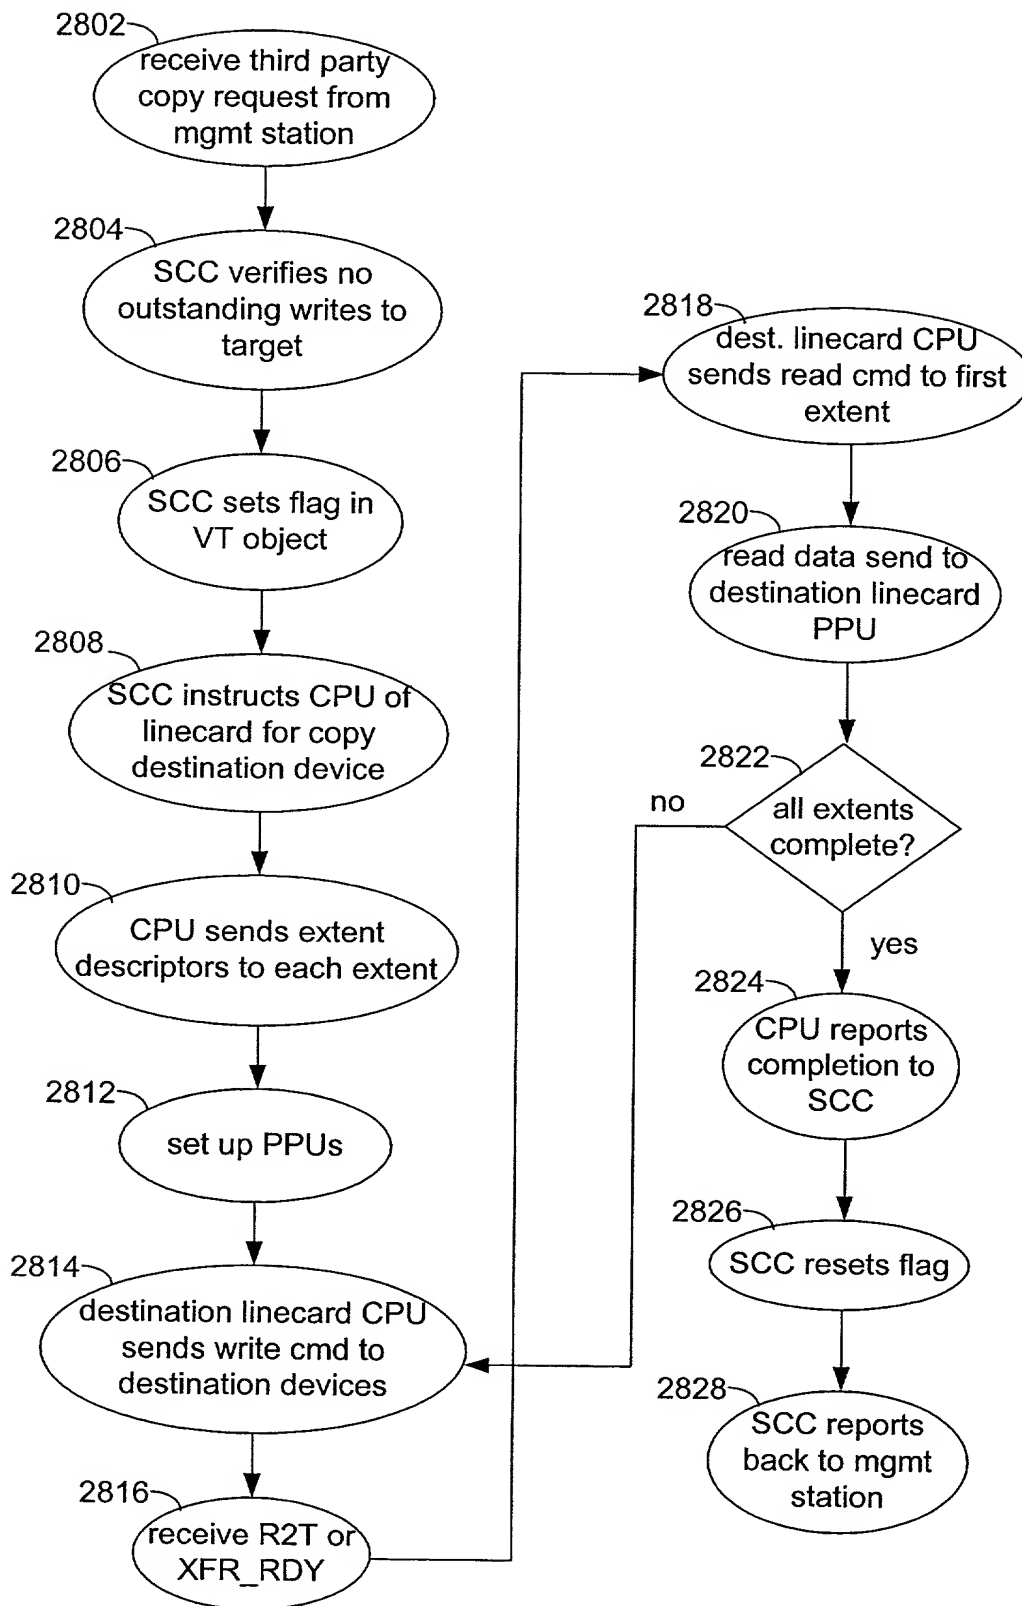 2802
receive third party
copy request from
mgmt station
2804
SCC verifies no
outstanding writes to
target
2806
SCC sets flag in
VT object
2808
SCC instructs CPU of
linecard for copy
destination device
2810
CPU sends extent
descriptors to each extent
2812
set up PPUs
2814
destination linecard CPU
sends write cmd to
destination devices
2816
receive R2T or
XFR_RDY
2818
dest. linecard CPU
sends read cmd to first
extent
2820
read data send to
destination linecard
PPU
2822
all extents
complete?
no
yes
2824
CPU reports
completion to
SCC
2826
SCC resets flag
2828
SCC reports
back to mgmt
station